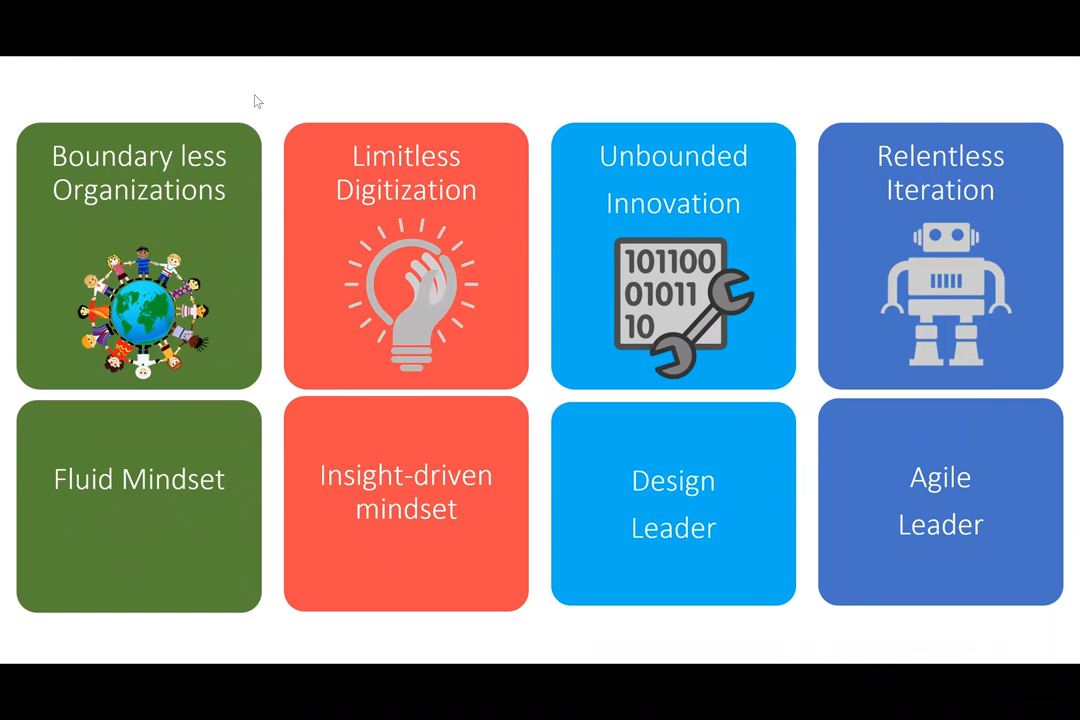 Boundary less
Organizations
Limitless
Digitization
Unbounded
Innovation
101100
01011
10
Relentless
Iteration
Fluid Mindset
Insight-driven
mindset
Design
Leader
Agile
Leader